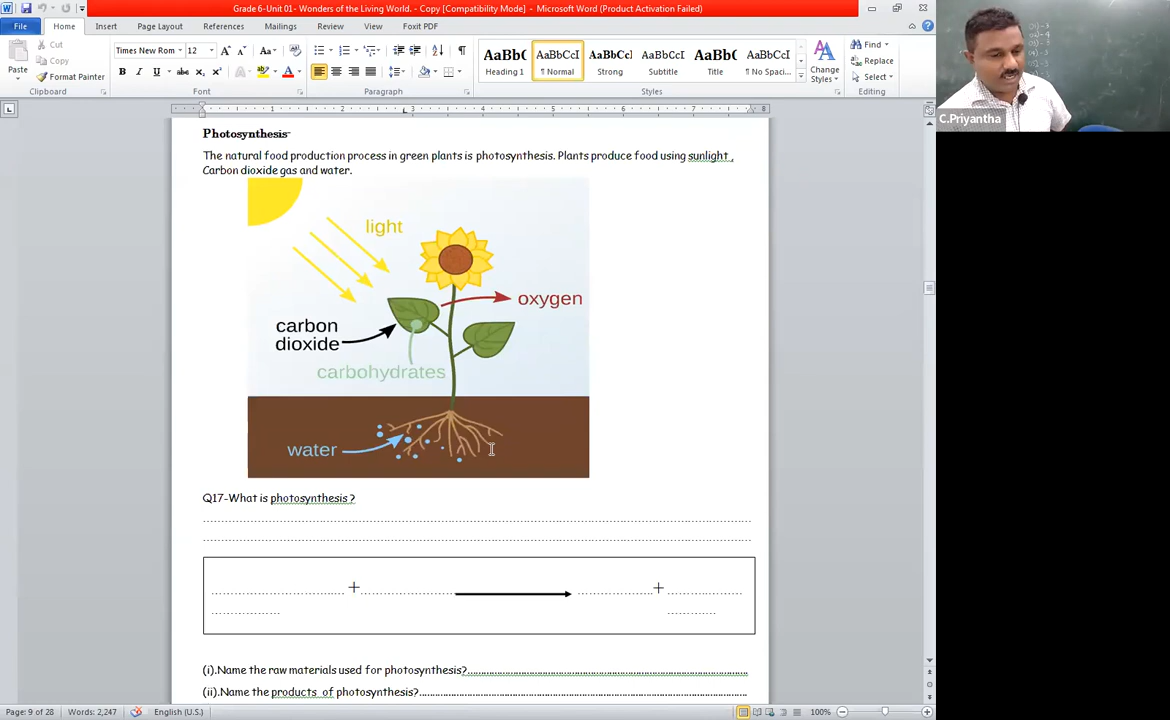 Grade 6-Unit 01- Wonders of the Living World. - Copy [Compatibility Mode] - Microsoft Word (Product Activation Failed)
File Home Insert Page Layout References Mailings Review View Foxit PDF
Paste
Cut
Copy
Format Painter
Clipboard
Times New Rom 12
Font
Paragraph
AaBb( AaBbCcI AaBbCc) AaBbCcI AaBb( AaBbCcI
Heading 1 ¶ Normal Strong Subtitle Title ¶ No Spaci...
Change
Styles
Styles
Find
Replace
Select
Editing
C.Priyantha
Photosynthesis-
The natural food production process in green plants is photosynthesis. Plants produce food using sunlight ,
Carbon dioxide gas and water.
light
oxygen
carbon
dioxide
carbohydrates
water
Q17-What is photosynthesis ?
+ +
(i).Name the raw materials used for photosynthesis?
(ii).Name the products of photosynthesis?
Page: 9 of 28 Words: 2,247 English (U.S.) 100%